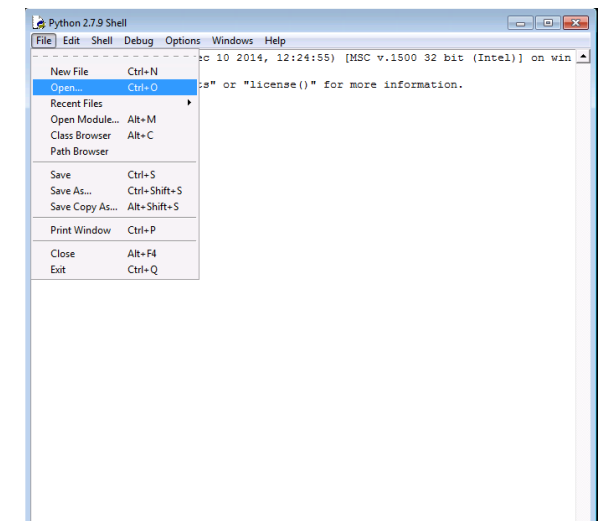 Python 2.7.9 Shell
File Edit Shell Debug Options Windows Help
ec 10 2014, 12:24:55) [MSC v.1500 32 bit (Intel)] on win
s" or "license()" for more information.
New File Ctrl+N
Open... Ctrl+O
Recent Files
Open Module... Alt+M
Class Browser Alt+C
Path Browser
Save Ctrl+S
Save As... Ctrl+Shift+S
Save Copy As... Alt+Shift+S
Print Window Ctrl+P
Close Alt+F4
Exit Ctrl+Q